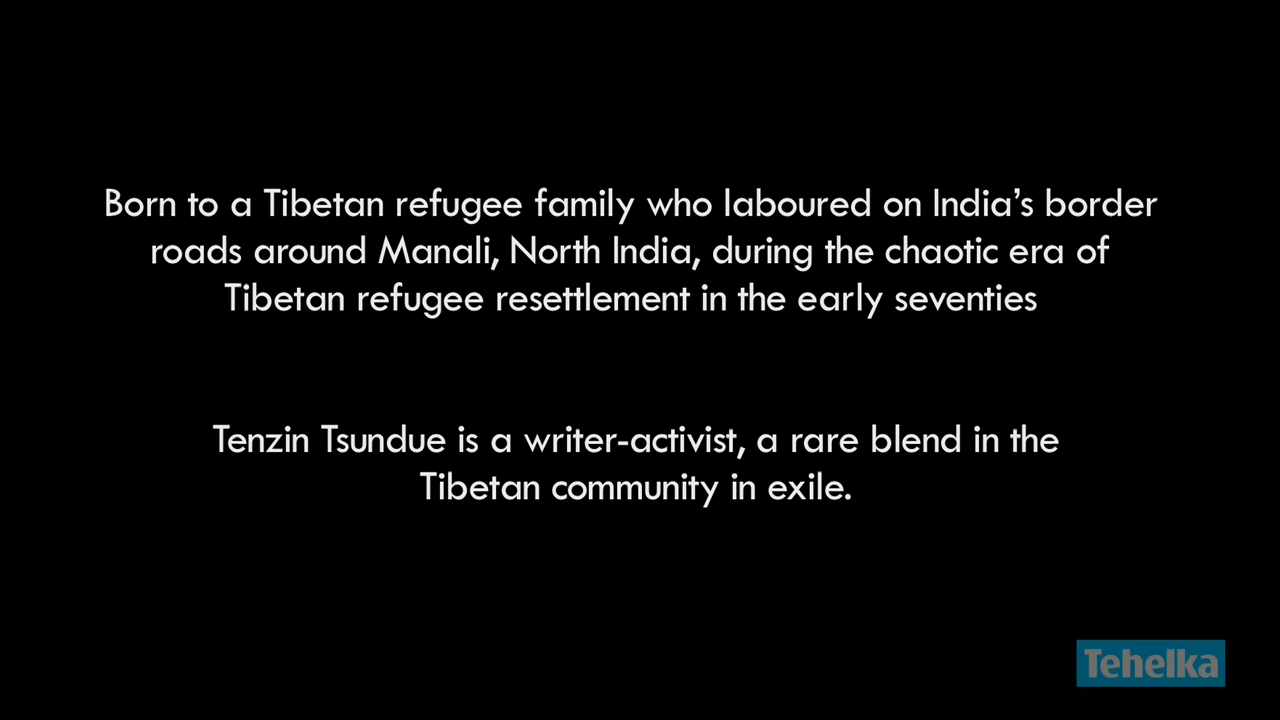 Born to a Tibetan refugee family who laboured on India’s border
roads around Manali, North India, during the chaotic era of
Tibetan refugee resettlement in the early seventies
Tenzin Tsundue is a writer-activist, a rare blend in the
Tibetan community in exile.
Tehelka